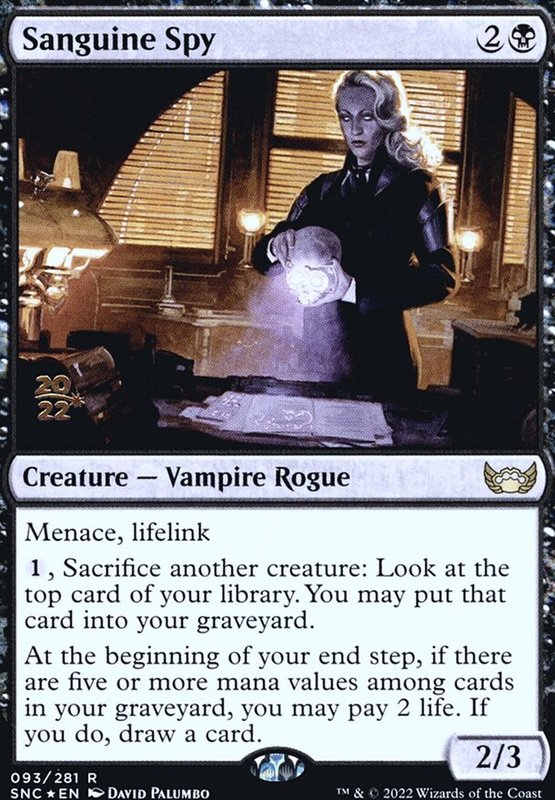 Sanguine Spy 2
20
22
Creature — Vampire Rogue
Menace, lifelink
1, Sacrifice another creature: Look at the
top card of your library. You may put that
card into your graveyard.
At the beginning of your end step, if there
are five or more mana values among cards
in your graveyard, you may pay 2 life. If
you do, draw a card.
2/3
093/281 R
SNC ★ EN DAVID PALUMBO
™ & © 2022 Wizards of the Coast